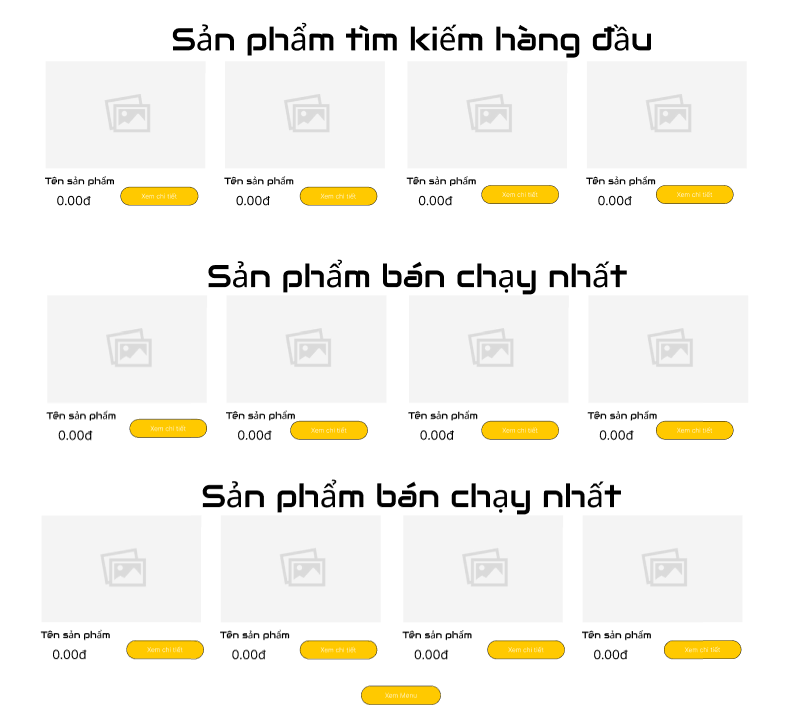 Sản phẩm tìm kiếm hàng đầu
Tên sản phẩm
0.00đ
Xem chi tiết
Tên sản phẩm
0.00đ
Xem chi tiết
Tên sản phẩm
0.00đ
Xem chi tiết
Tên sản phẩm
0.00đ
Xem chi tiết
Sản phẩm bán chạy nhất
Tên sản phẩm
0.00đ
Xem chi tiết
Tên sản phẩm
0.00đ
Xem chi tiết
Tên sản phẩm
0.00đ
Xem chi tiết
Tên sản phẩm
0.00đ
Xem chi tiết
Sản phẩm bán chạy nhất
Tên sản phẩm
0.00đ
Xem chi tiết
Tên sản phẩm
0.00đ
Xem chi tiết
Tên sản phẩm
0.00đ
Xem chi tiết
Tên sản phẩm
0.00đ
Xem chi tiết
Xem Menu